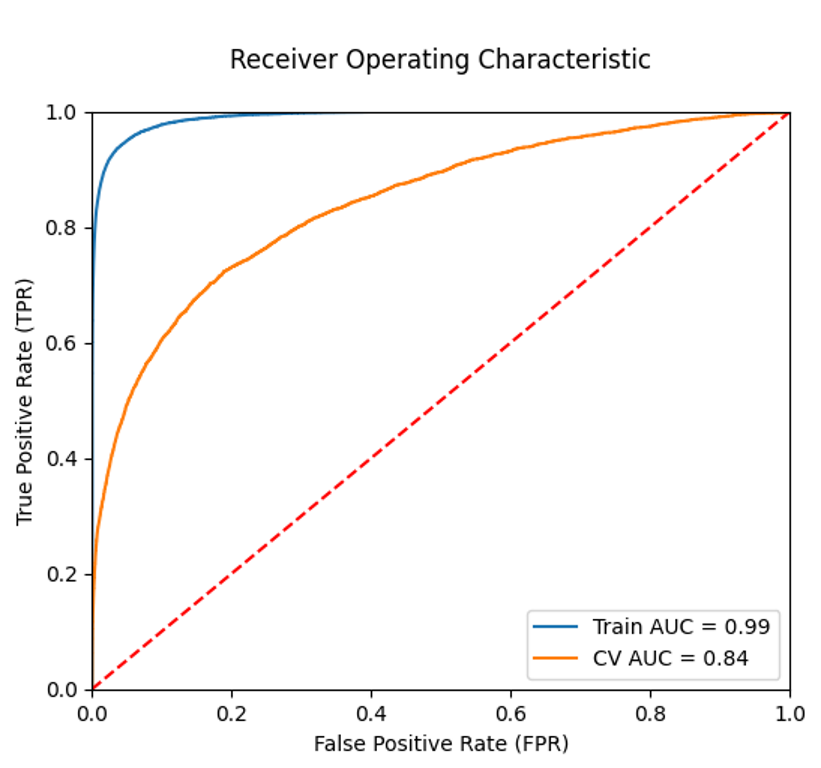 Receiver Operating Characteristic
1.0
0.8
0.6
0.4
0.2
0.0
True Positive Rate (TPR)
Train AUC = 0.99
CV AUC = 0.84
0.0 0.2 0.4 0.6 0.8 1.0
False Positive Rate (FPR)